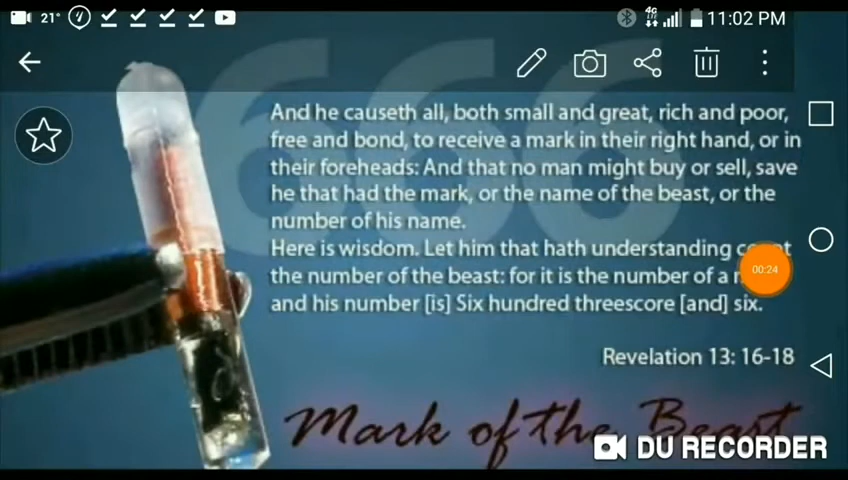 21°
4G
LTE
11:02 PM
666
And he causeth all, both small and great, rich and poor,
free and bond, to receive a mark in their right hand, or in
their foreheads: And that no man might buy or sell, save
he that had the mark, or the name of the beast, or the
number of his name.
Here is wisdom. Let him that hath understanding
the number of the beast: for it is the number of a
and his number [is] Six hundred threescore [and] six.
00:24
Revelation 13: 16-18
Mark of the Beast
DU RECORDER